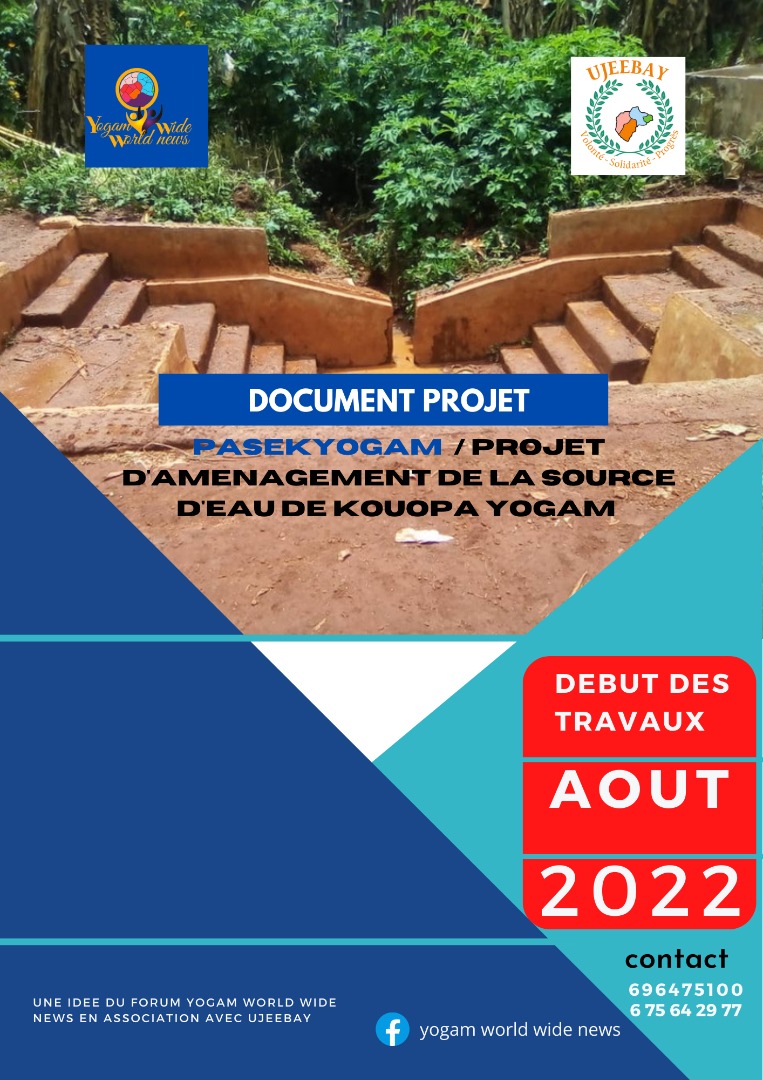 Yogam Wide
World news
UJEEBAY
Volonté - Solidarité - Progrès
DOCUMENT PROJET
PASEKYOGAM / PROJET
D'AMENAGEMENT DE LA SOURCE
D'EAU DE KOUOPA YOGAM
DEBUT DES
TRAVAUX
AOUT
2022
contact
696475100
6 75 64 29 77
UNE IDEE DU FORUM YOGAM WORLD WIDE
NEWS EN ASSOCIATION AVEC UJEEBAY
yogam world wide news